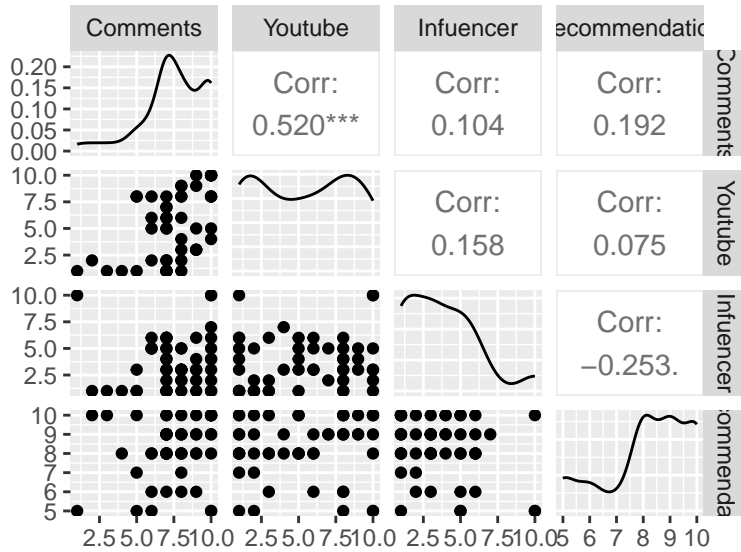 Comments Youtube Infuencer ecommendatio
0.20
0.15
0.10
0.05
0.00
Corr:
0.520***
Corr:
0.104
Corr:
0.192
Comments
10.0
7.5
5.0
2.5
Corr:
0.158
Corr:
0.075
Youtube
10.0
7.5
5.0
2.5
Corr:
−0.253.
Infuencer
10
9
8
7
6
5
ommenda
2.5 5.0 7.5 10.0 2.5 5.0 7.5 10.0 2.5 5.0 7.5 10.0 5 6 7 8 9 10